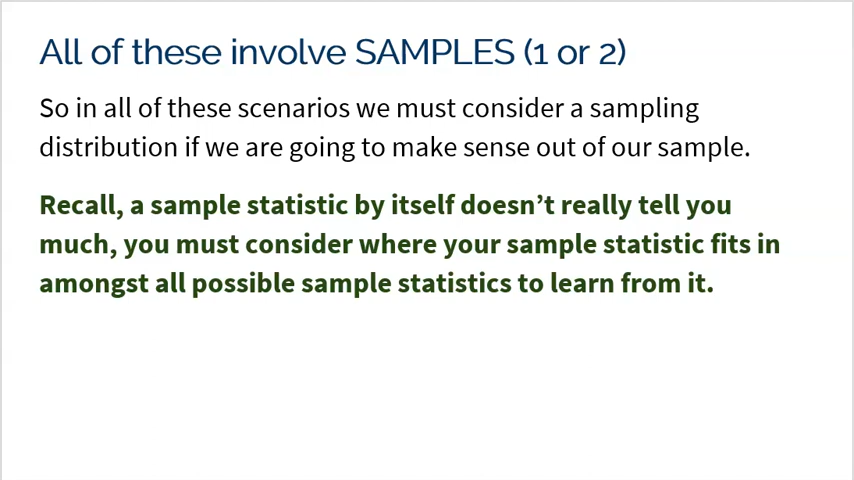 All of these involve SAMPLES (1 or 2)
So in all of these scenarios we must consider a sampling
distribution if we are going to make sense out of our sample.
Recall, a sample statistic by itself doesn’t really tell you
much, you must consider where your sample statistic fits in
amongst all possible sample statistics to learn from it.